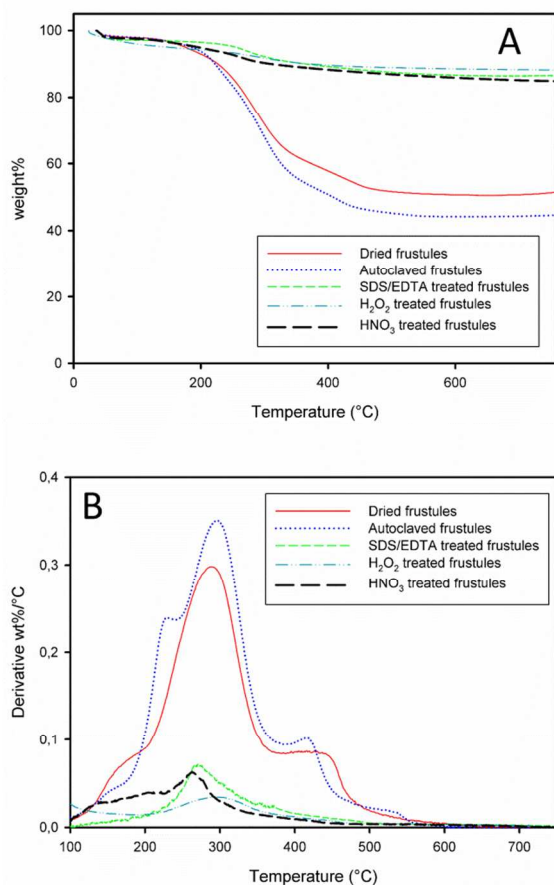 A
100
80
60
40
20
0
weight%
Dried frustules
Autoclaved frustules
SDS/EDTA treated frustules
H₂O₂ treated frustules
HNO₃ treated frustules
0 200 400 600
Temperature (°C)
B
0,4
0,3
0,2
0,1
0,0
Derivative wt%/°C
Dried frustules
Autoclaved frustules
SDS/EDTA treated frustules
H₂O₂ treated frustules
HNO₃ treated frustules
100 200 300 400 500 600 700
Temperature (°C)